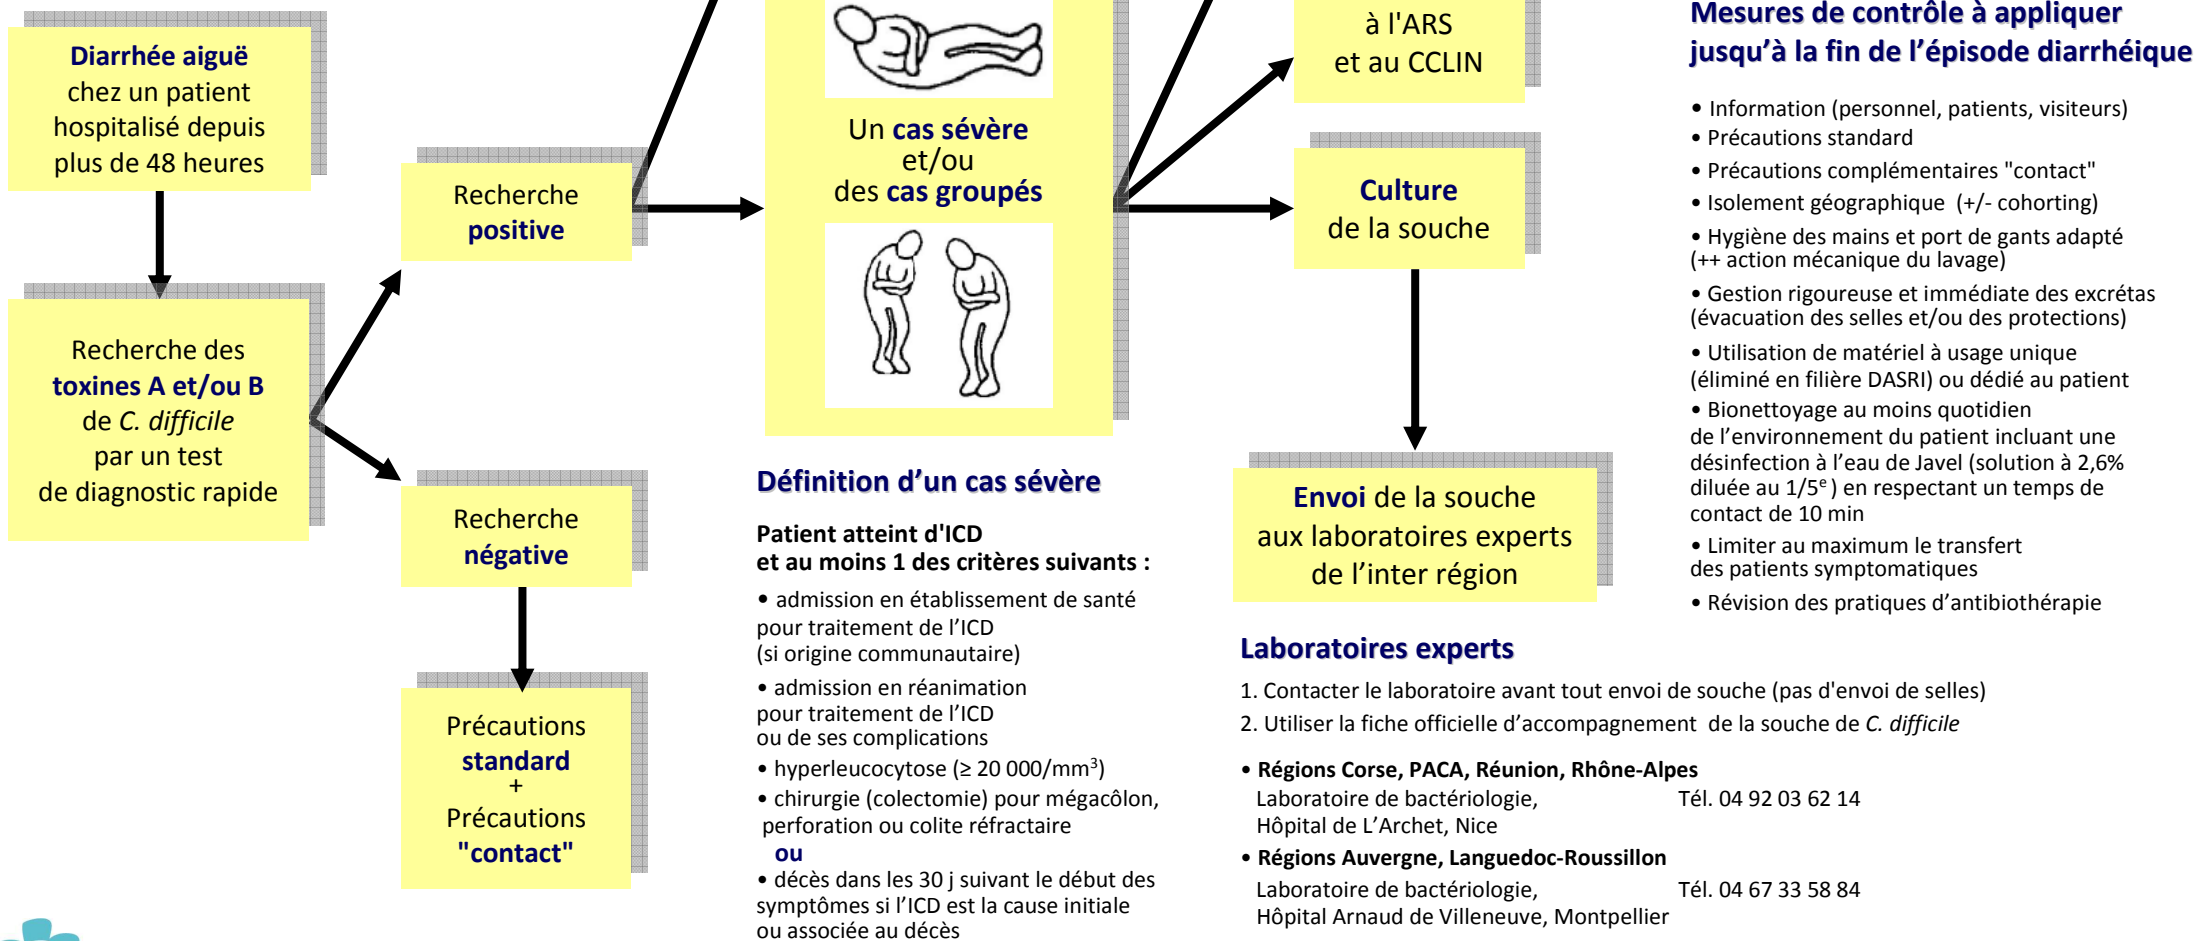 Diarrhée aiguë
chez un patient
hospitalisé depuis
plus de 48 heures
Recherche des
toxines A et/ou B
de C. difficile
par un test
de diagnostic rapide
Recherche
positive
Recherche
négative
Précautions
standard
+
Précautions
"contact"
Un cas sévère
et/ou
des cas groupés
Définition d'un cas sévère
Patient atteint d'ICD
et au moins 1 des critères suivants :
• admission en établissement de santé
pour traitement de l'ICD
(si origine communautaire)
• admission en réanimation
pour traitement de l'ICD
ou de ses complications
• hyperleucocytose (≥ 20 000/mm³)
• chirurgie (colectomie) pour mégacôlon,
perforation ou colite réfractaire
ou
• décès dans les 30 j suivant le début des
symptômes si l'ICD est la cause initiale
ou associée au décès
à l'ARS
et au CCLIN
Culture
de la souche
Envoi de la souche
aux laboratoires experts
de l'inter région
Laboratoires experts
1. Contacter le laboratoire avant tout envoi de souche (pas d'envoi de selles)
2. Utiliser la fiche officielle d'accompagnement de la souche de C. difficile
• Régions Corse, PACA, Réunion, Rhône-Alpes
Laboratoire de bactériologie, Tél. 04 92 03 62 14
Hôpital de L'Archet, Nice
• Régions Auvergne, Languedoc-Roussillon
Laboratoire de bactériologie, Tél. 04 67 33 58 84
Hôpital Arnaud de Villeneuve, Montpellier
Mesures de contrôle à appliquer
jusqu'à la fin de l'épisode diarrhéique
• Information (personnel, patients, visiteurs)
• Précautions standard
• Précautions complémentaires "contact"
• Isolement géographique (+/- cohorting)
• Hygiène des mains et port de gants adapté
(++ action mécanique du lavage)
• Gestion rigoureuse et immédiate des excrétas
(évacuation des selles et/ou des protections)
• Utilisation de matériel à usage unique
(éliminé en filière DASRI) ou dédié au patient
• Bionettoyage au moins quotidien
de l'environnement du patient incluant une
désinfection à l'eau de Javel (solution à 2,6%
diluée au 1/5ᵉ ) en respectant un temps de
contact de 10 min
• Limiter au maximum le transfert
des patients symptomatiques
• Révision des pratiques d'antibiothérapie